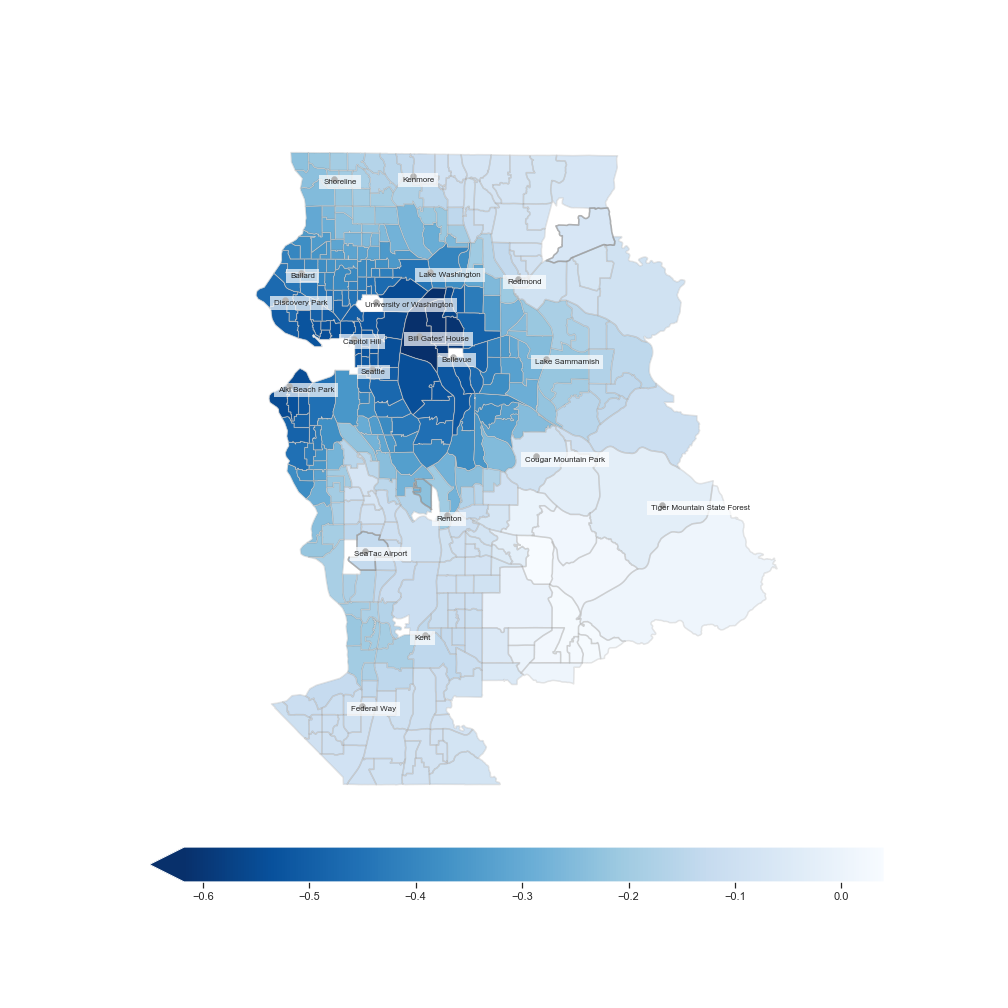 Shoreline
Kenmore
Ballard
Lake Washington
Redmond
Discovery Park
University of Washington
Capitol Hill
Bill Gates' House
Bellevue
Lake Sammamish
Seattle
Alki Beach Park
Cougar Mountain Park
Tiger Mountain State Forest
Renton
SeaTac Airport
Kent
Federal Way
−0.6 −0.5 −0.4 −0.3 −0.2 −0.1 0.0